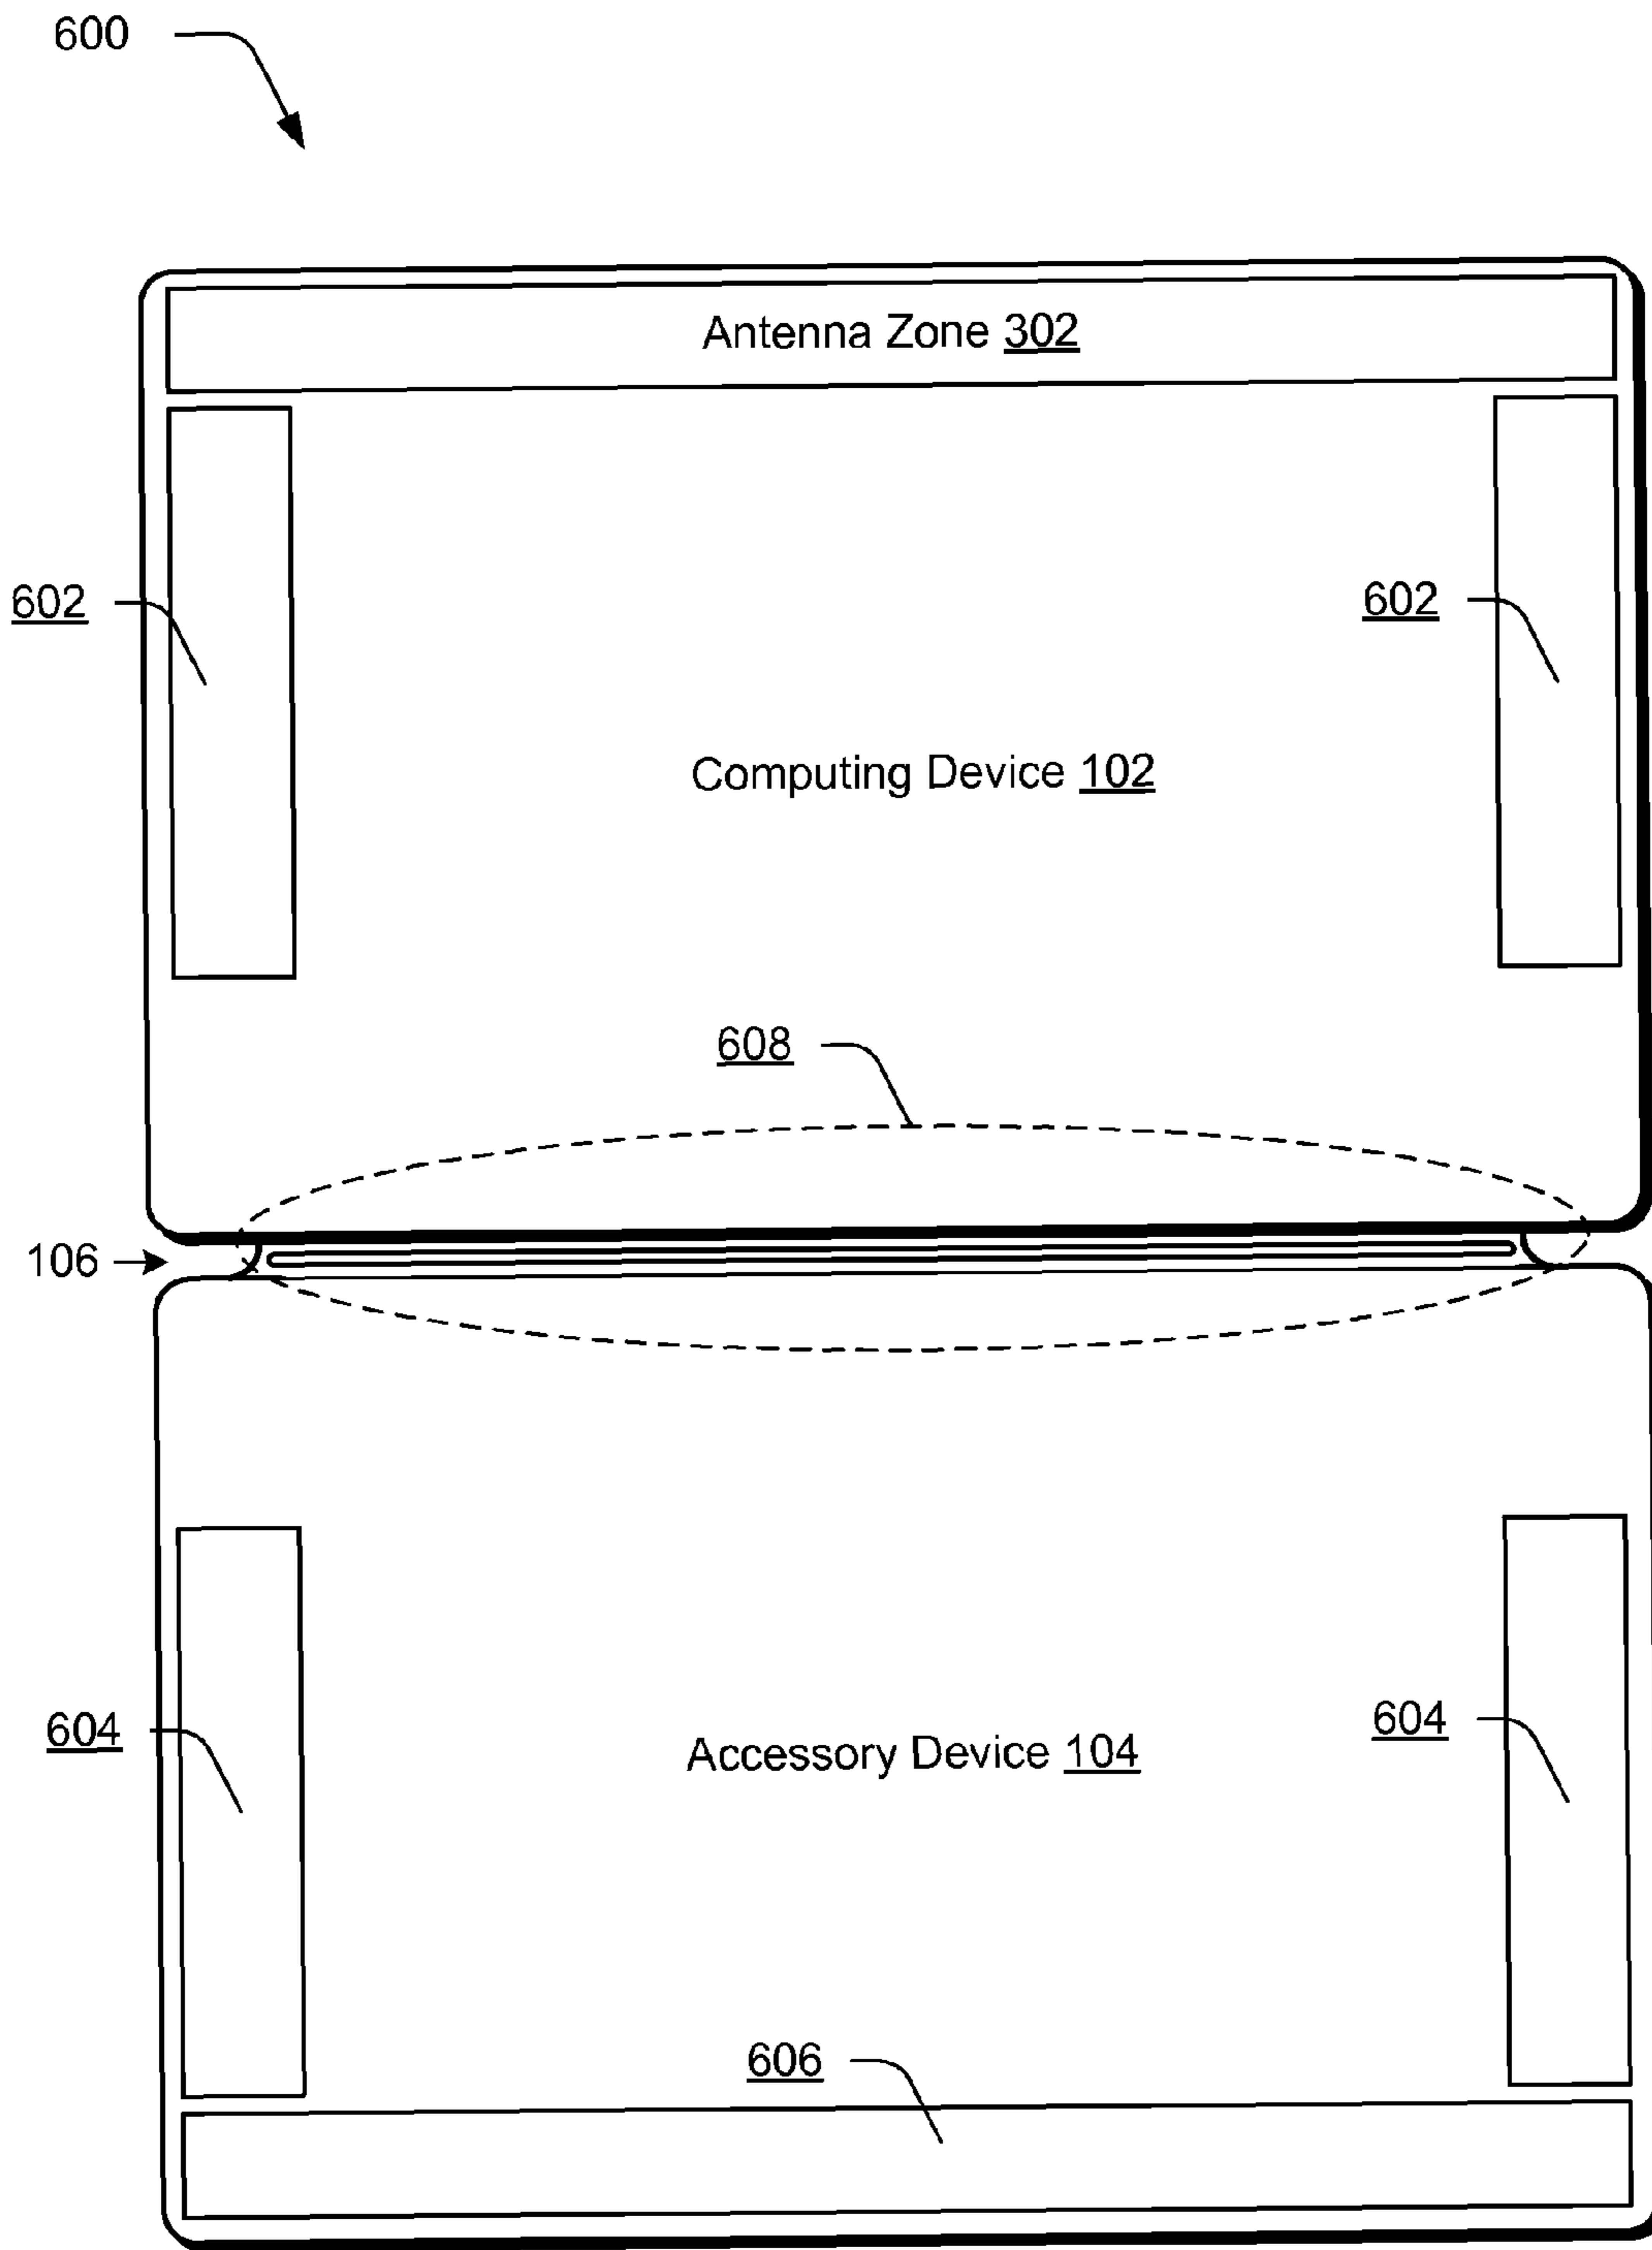 600
Antenna Zone 302
602
602
Computing Device 102
608
106
604
604
Accessory Device 104
606